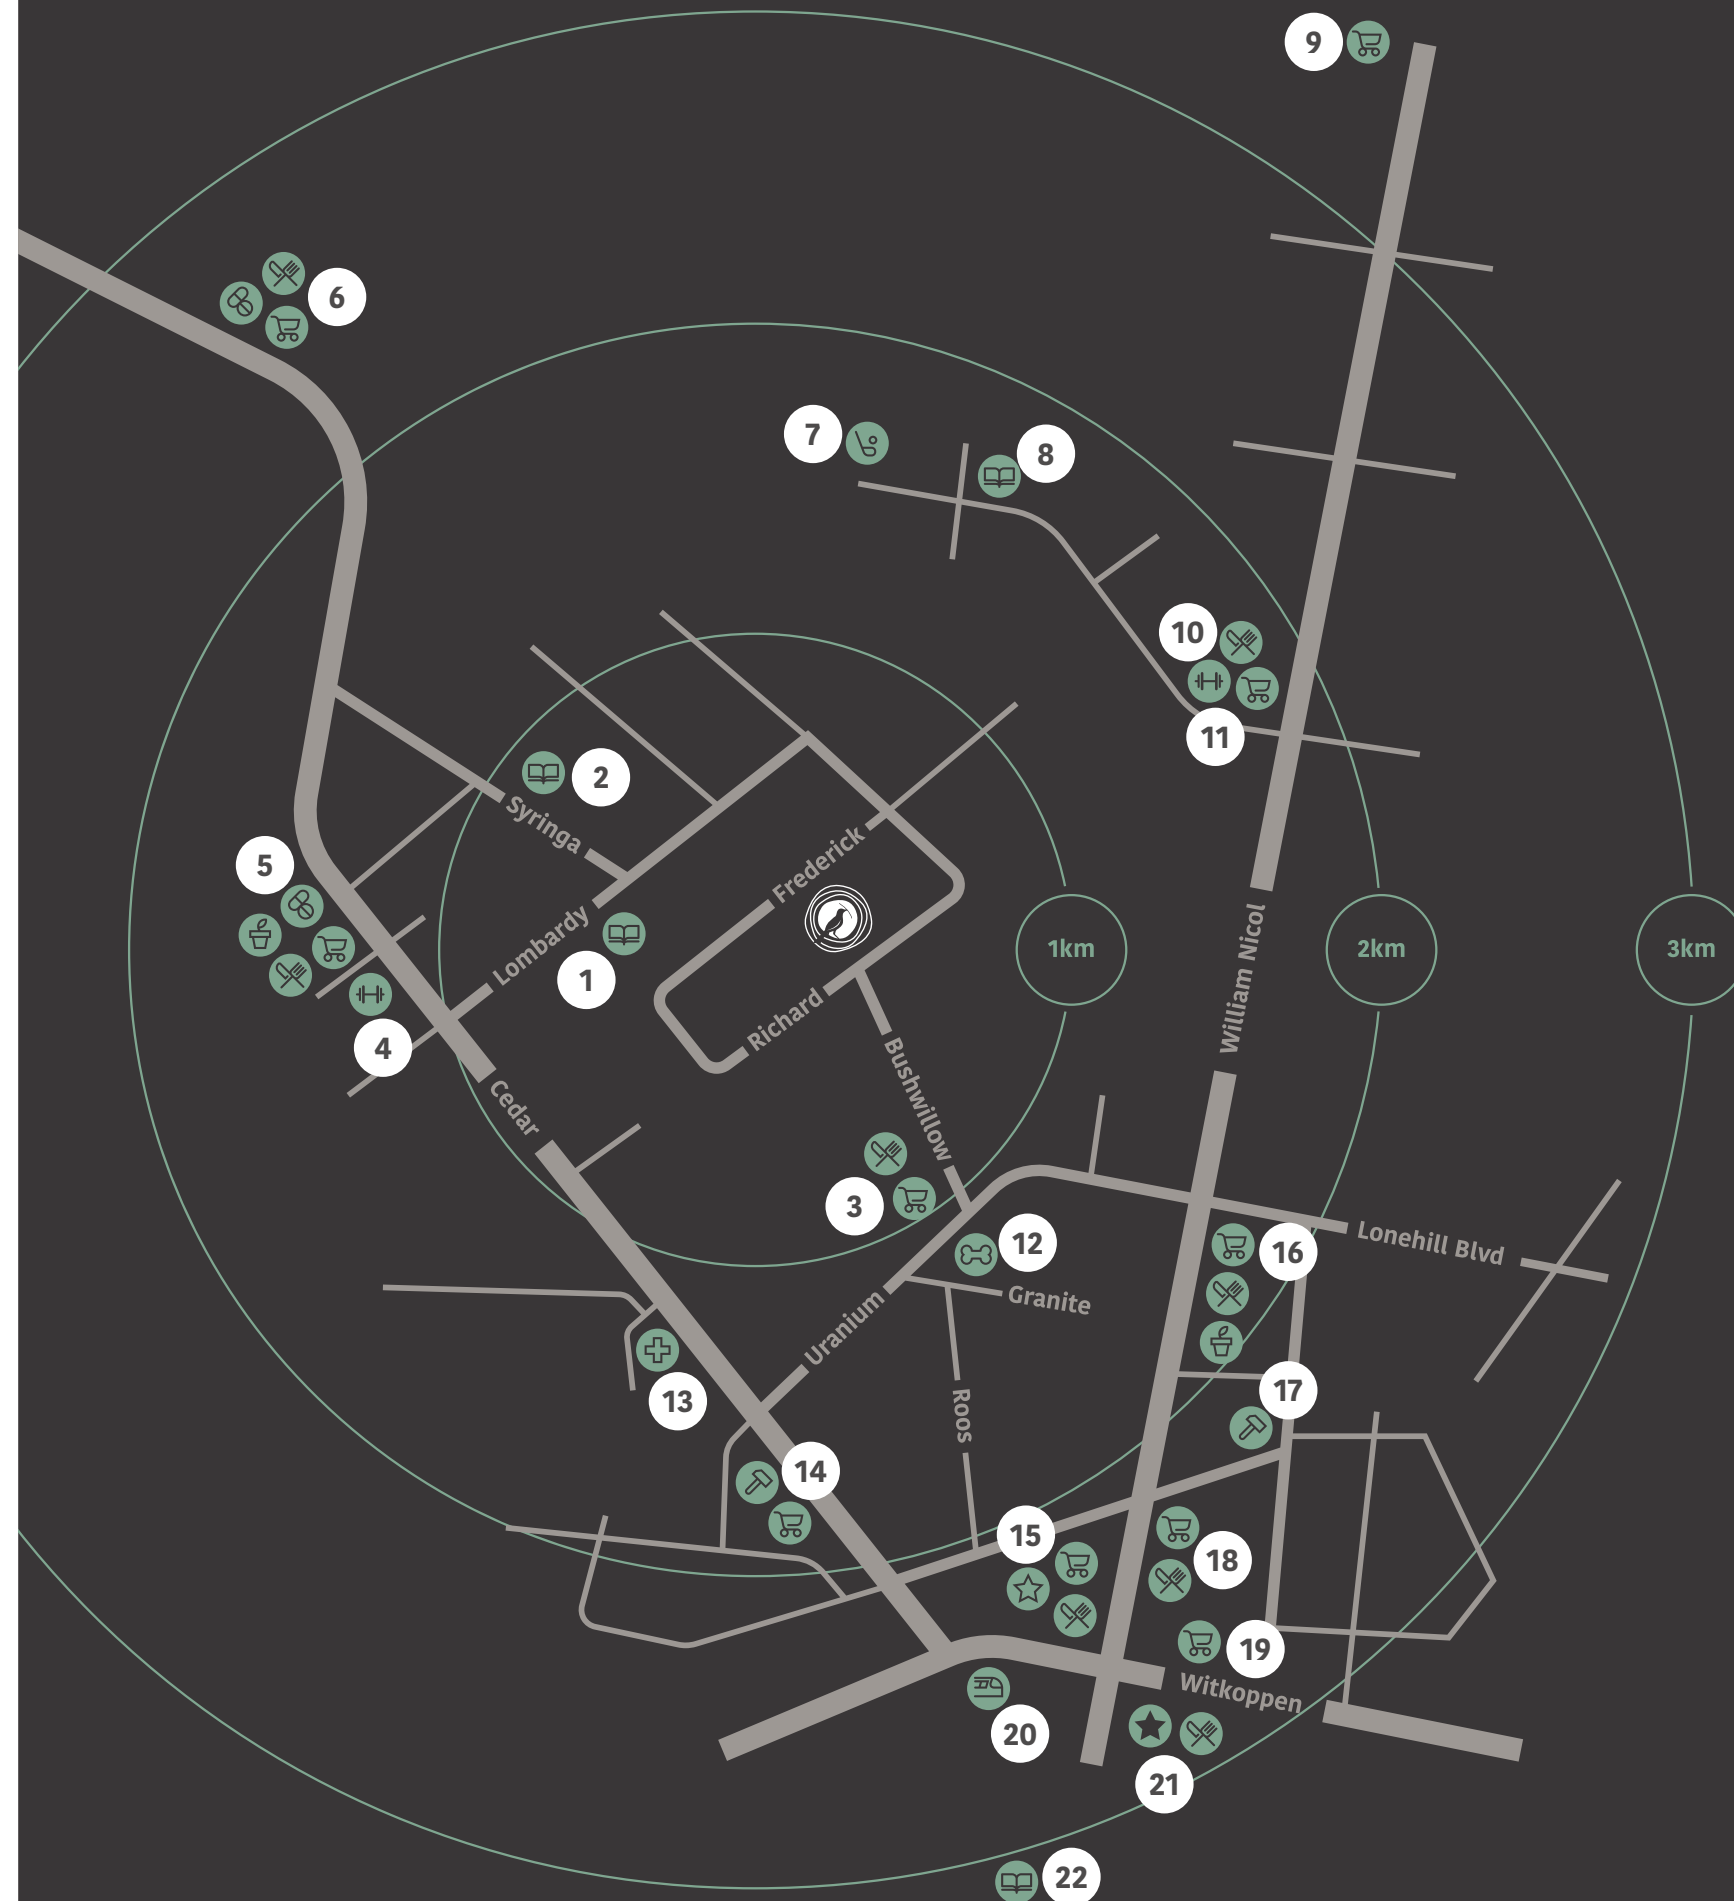 9
6
7
8
10
11
2
Syringa
Frederick
5
Lombardy
1
William Nicol
1km
2km
3km
Richard
4
Cedar
Bushwillow
3
12
16
Lonehill Blvd
Granite
Uranium
13
17
Roos
14
15
18
19
Witkoppen
20
21
22